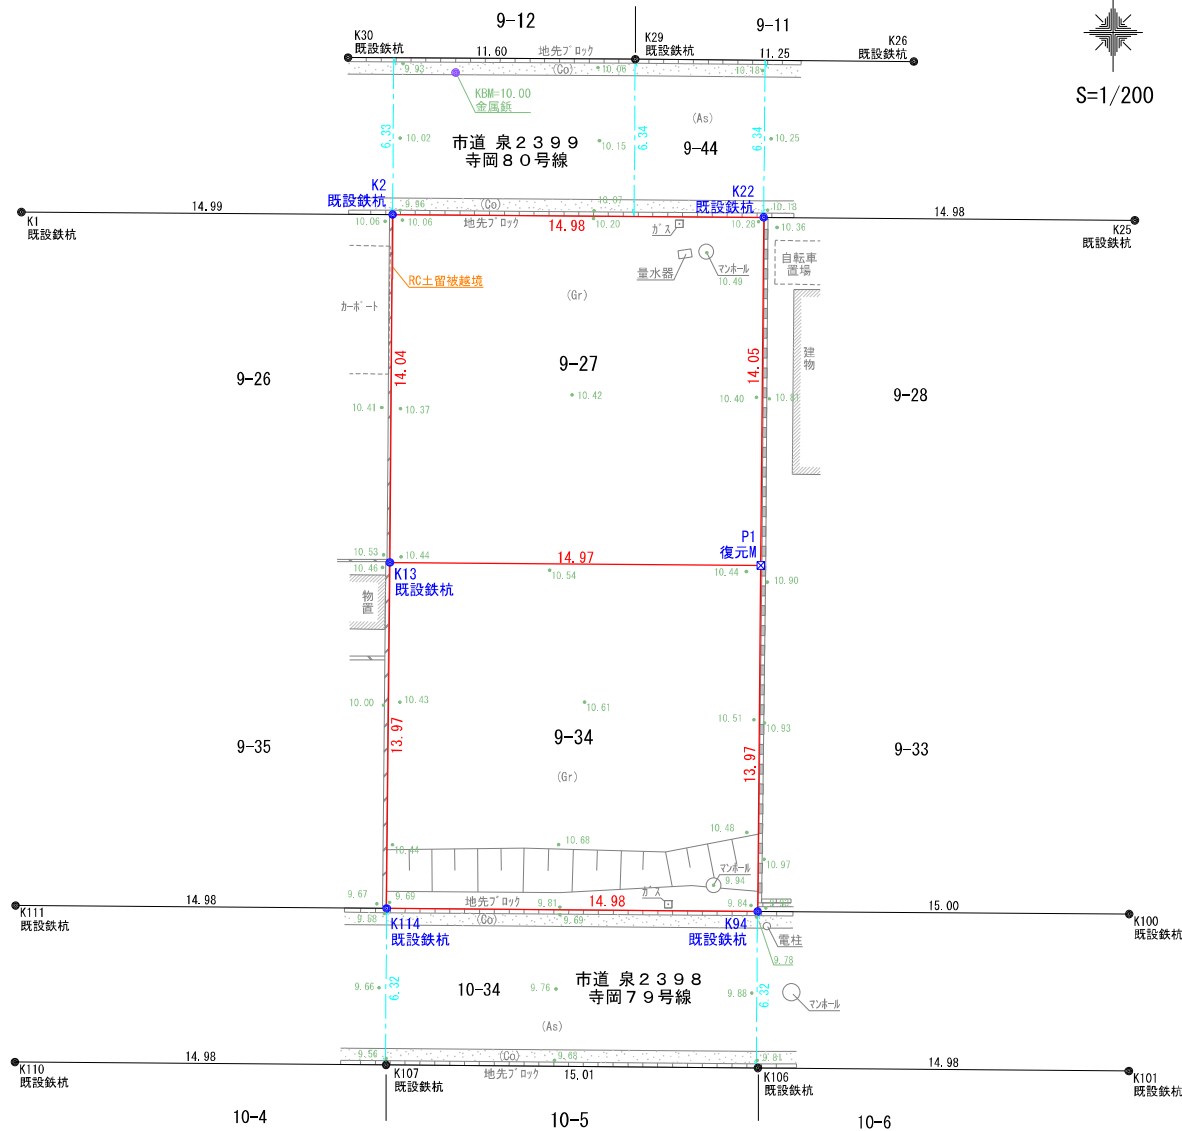 9-12
9-11
K30
既設鉄杭
11.60
地先ブロック
K29
既設鉄杭
11.25
K26
既設鉄杭
S=1/200
9.93
(Co)
10.06
10.18
KBM=10.00
金属鋲
6.33
10.02
市道 泉2399
寺岡80号線
10.15
6.34
(As)
9-44
6.34
10.25
K2
既設鉄杭
K22
既設鉄杭
K1
既設鉄杭
14.99
9.96
(Co)
10.07
10.18
14.98
K25
既設鉄杭
10.06
10.06
地先ブロック
14.98
10.20
ガス
10.28
10.36
量水器
マンホール
10.49
自転車
置場
RC土留被越境
(Gr)
カーポート
建物
14.04
9-27
14.05
9-26
9-28
10.41
10.37
10.42
10.40
10.81
P1
復元M
10.53
10.44
10.46
14.97
10.54
10.44
10.90
K13
既設鉄杭
物置
10.00
10.43
10.61
10.51
10.93
9-35
13.97
9-34
13.97
9-33
(Gr)
10.44
10.68
10.48
10.97
マンホール
9.94
9.67
9.69
地先ブロック
9.81
14.98
ガス
9.84
K111
既設鉄杭
14.98
9.58
(Co)
9.69
15.00
K100
既設鉄杭
K114
既設鉄杭
K94
既設鉄杭
電柱
9.78
9.66
6.32
10-34
9.76
市道 泉2398
寺岡79号線
9.88
6.32
マンホール
(As)
K110
既設鉄杭
14.98
9.56
(Co)
9.68
9.81
14.98
K101
既設鉄杭
K107
既設鉄杭
地先ブロック
15.01
K106
既設鉄杭
10-4
10-5
10-6